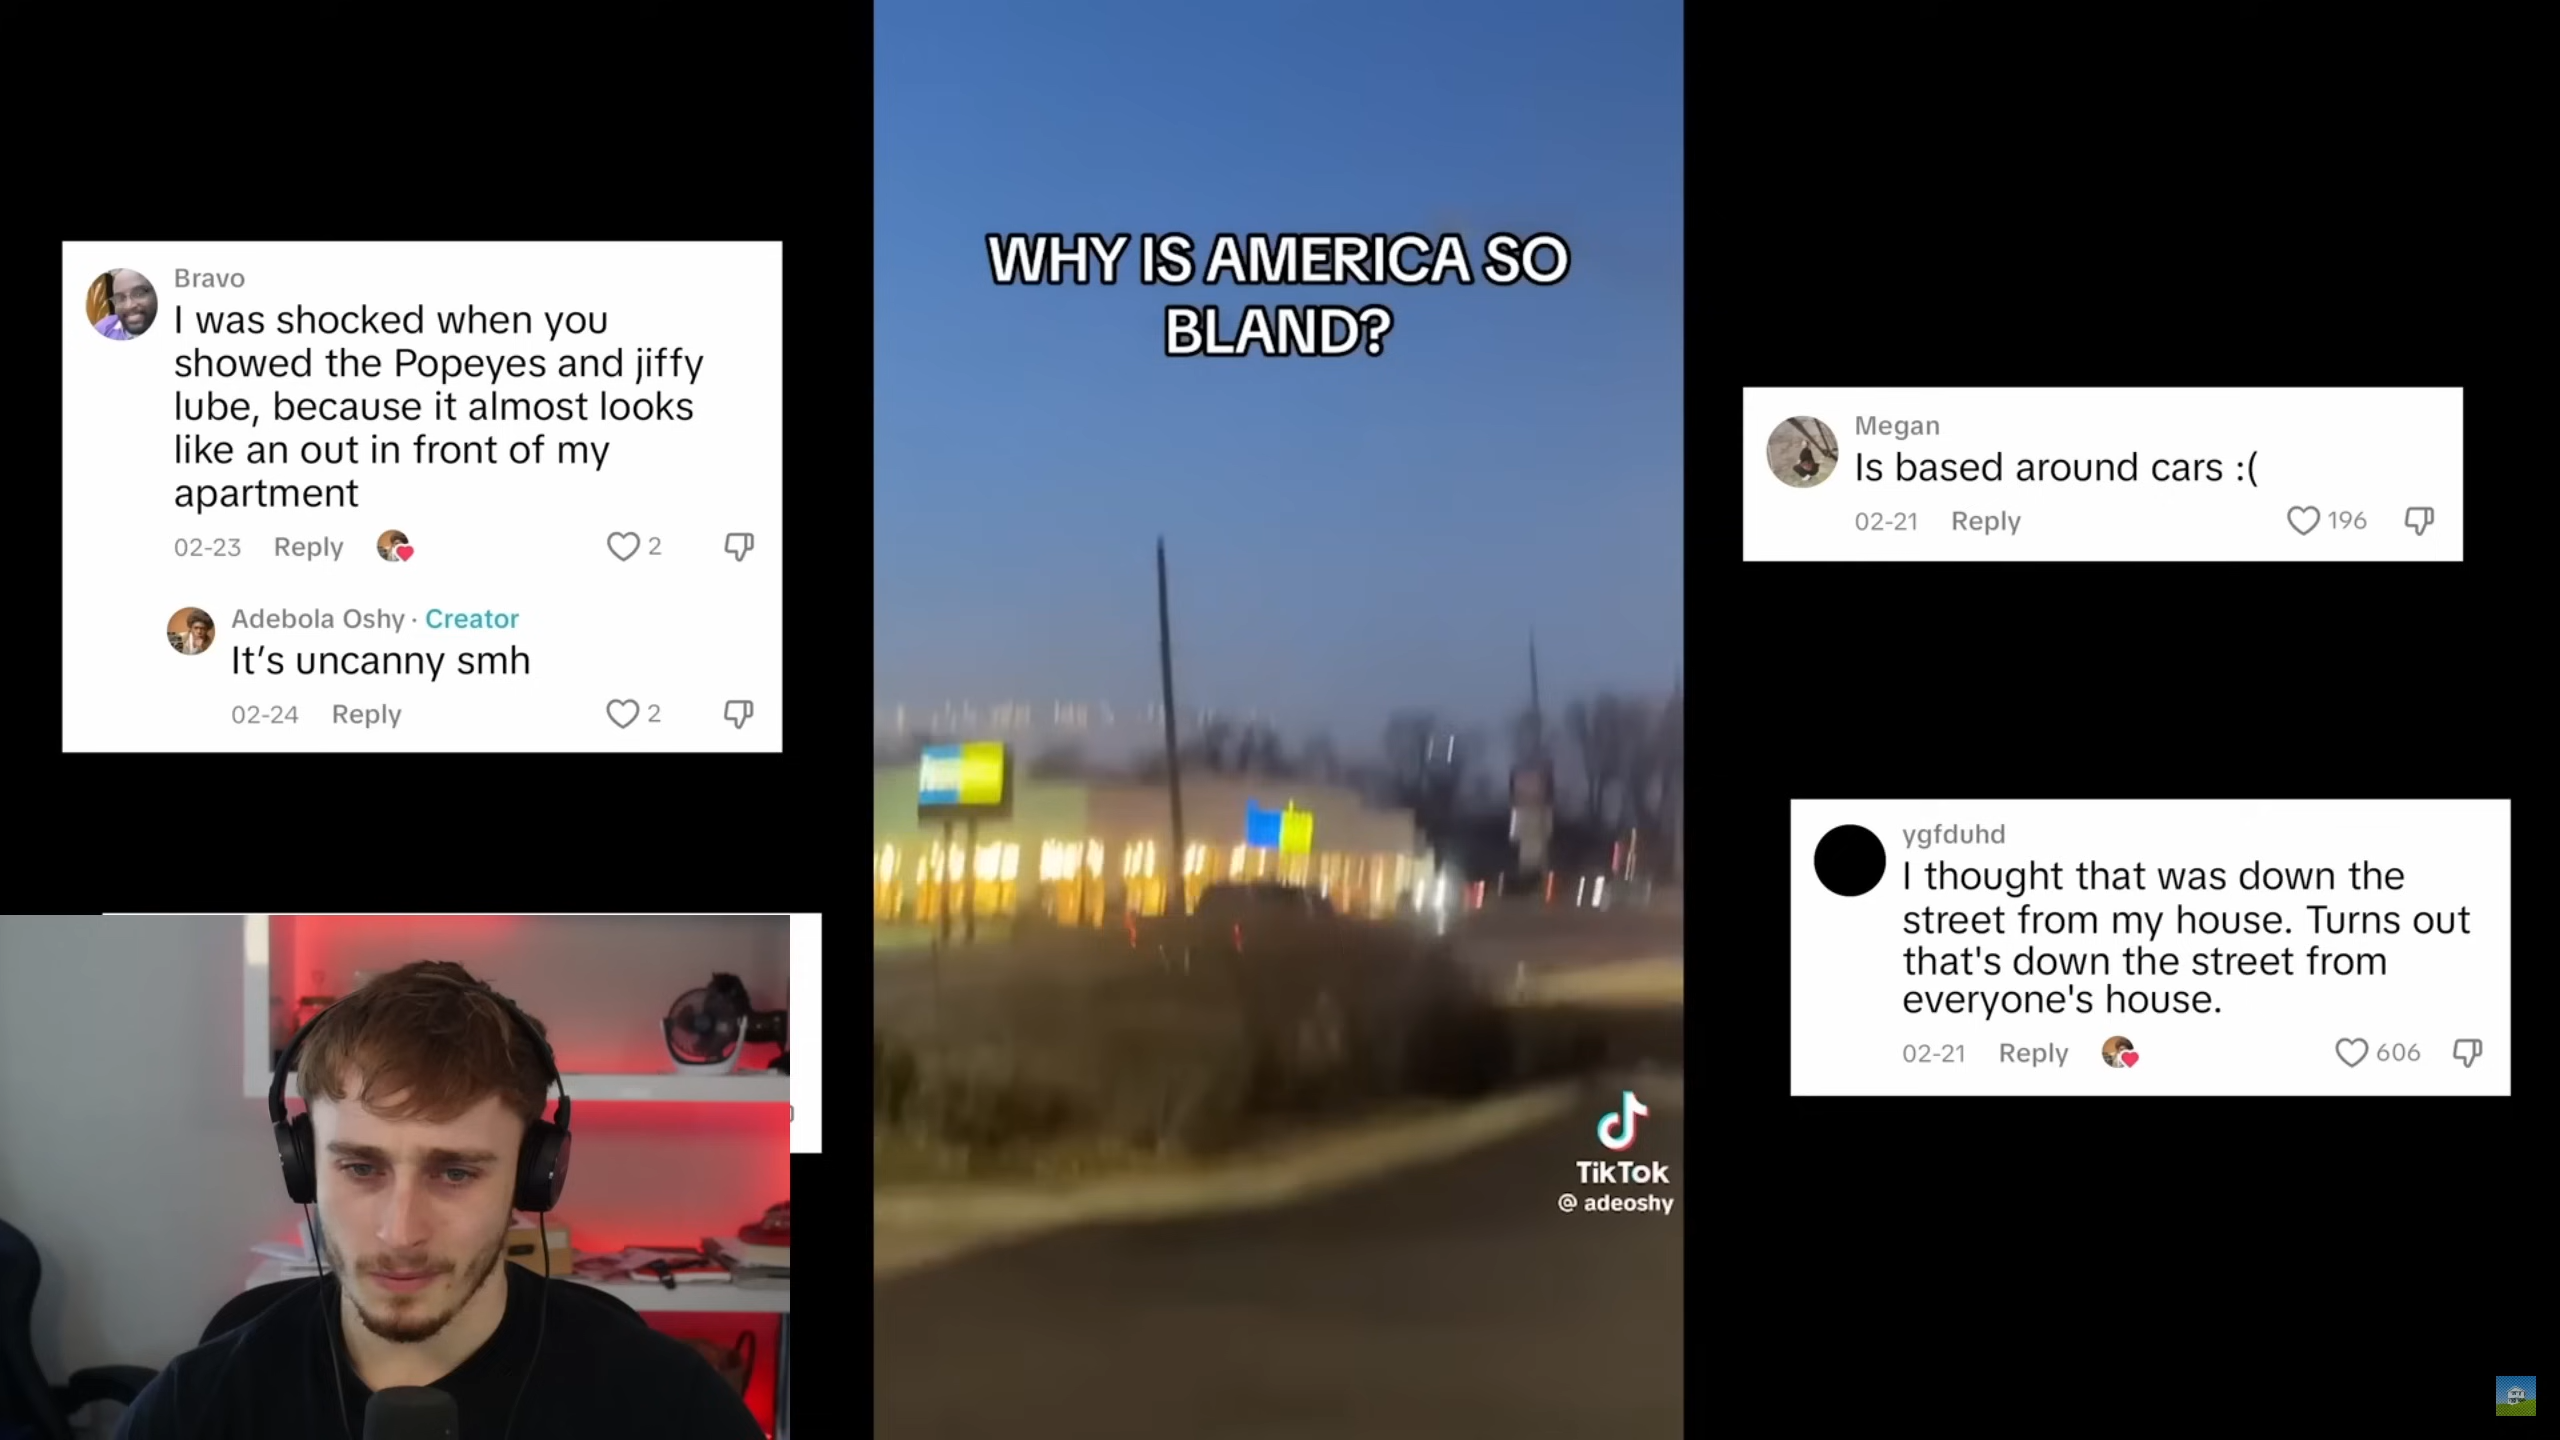 Bravo
I was shocked when you
showed the Popeyes and jiffy
lube, because it almost looks
like an out in front of my
apartment
02-23 Reply 2
Adebola Oshy · Creator
It's uncanny smh
02-24 Reply 2
WHY IS AMERICA SO
BLAND?
TikTok
@ adeoshy
Megan
Is based around cars :(
02-21 Reply 196
ygfduhd
I thought that was down the
street from my house. Turns out
that's down the street from
everyone's house.
02-21 Reply 606